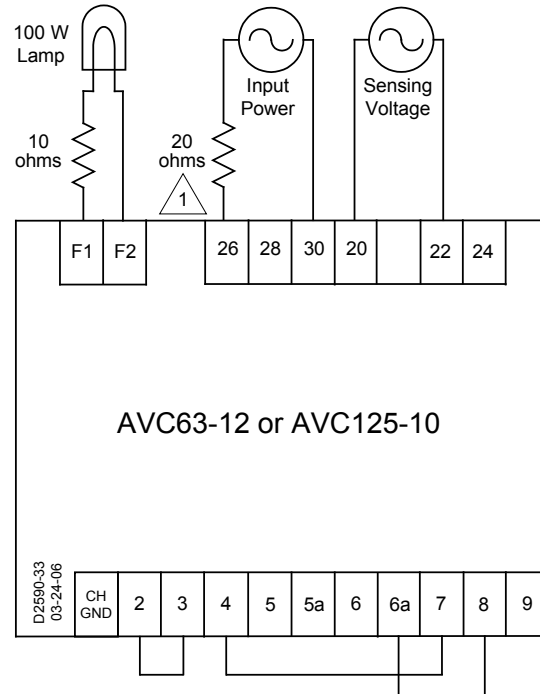 100 W
Lamp
Input
Power
Sensing
Voltage
10
ohms
20
ohms
1
F1 F2
26 28 30 20 22 24
AVC63-12 or AVC125-10
D2590-33
03-24-06
CH
GND
2 3 4 5 5a 6 6a 7 8 9